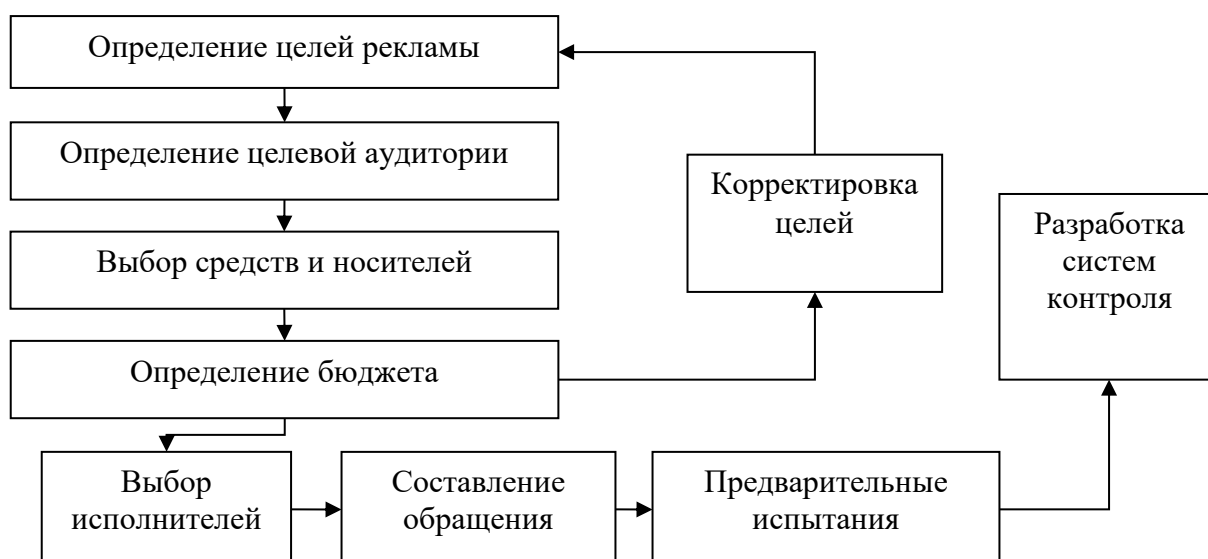 Определение целей рекламы
Определение целевой аудитории
Выбор средств и носителей
Определение бюджета
Корректировка
целей
Разработка
систем
контроля
Выбор
исполнителей
Составление
обращения
Предварительные
испытания